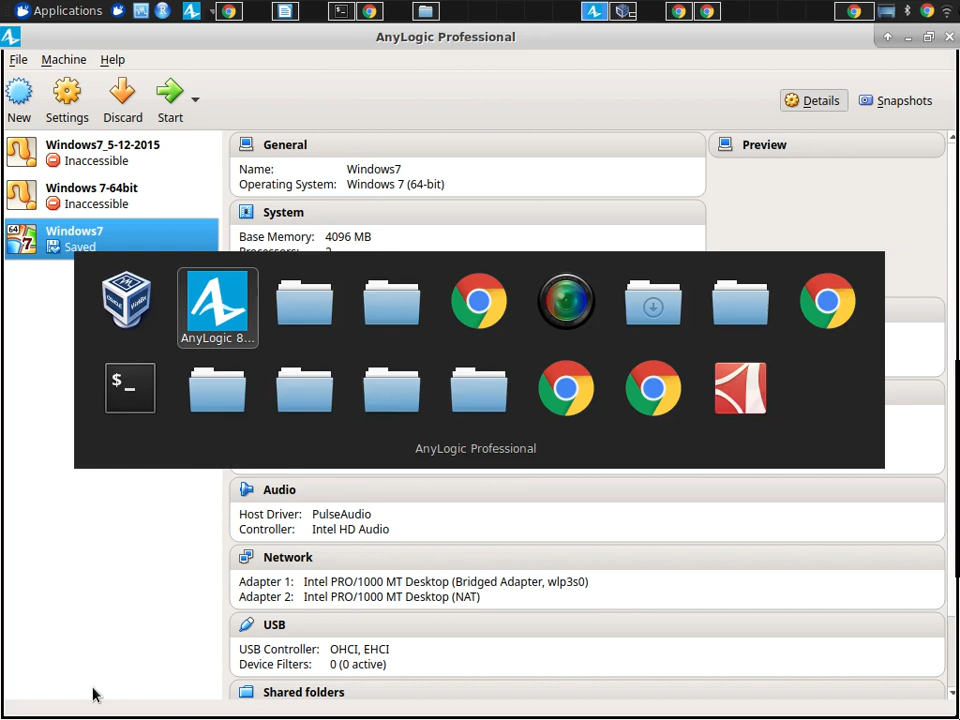 Applications
AnyLogic Professional
File Machine Help
New Settings Discard Start
Details Snapshots
Windows7_5-12-2015
Inaccessible
Windows 7-64bit
Inaccessible
64
7
Windows7
Saved
General
Name: Windows7
Operating System: Windows 7 (64-bit)
Preview
System
Base Memory: 4096 MB
AnyLogic 8...
$_
AnyLogic Professional
Audio
Host Driver: PulseAudio
Controller: Intel HD Audio
Network
Adapter 1: Intel PRO/1000 MT Desktop (Bridged Adapter, wlp3s0)
Adapter 2: Intel PRO/1000 MT Desktop (NAT)
USB
USB Controller: OHCI, EHCI
Device Filters: 0 (0 active)
Shared folders